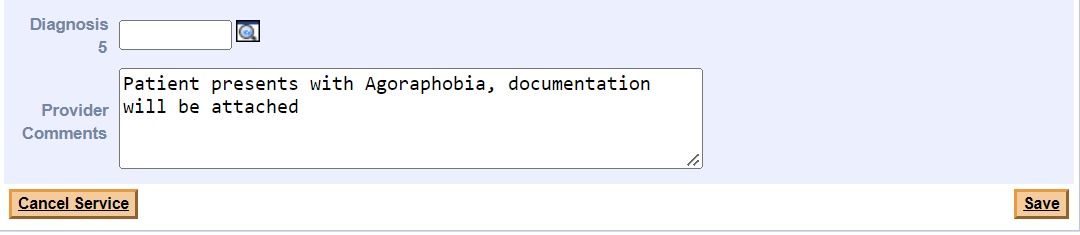 Diagnosis
5
Patient presents with Agoraphobia, documentation
will be attached
Provider
Comments
Cancel Service
Save